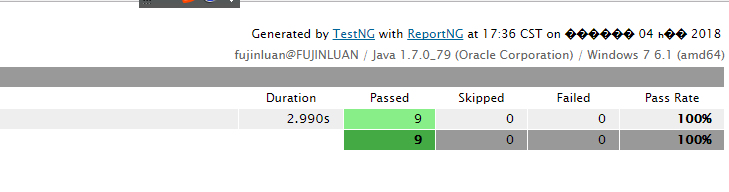 Generated by TestNG with ReportNG at 17:36 CST on ������ 04 һ�� 2018
fujinluan@FUJINLUAN / Java 1.7.0_79 (Oracle Corporation) / Windows 7 6.1 (amd64)
Duration Passed Skipped Failed Pass Rate
2.990s 9 0 0 100%
9 0 0 100%